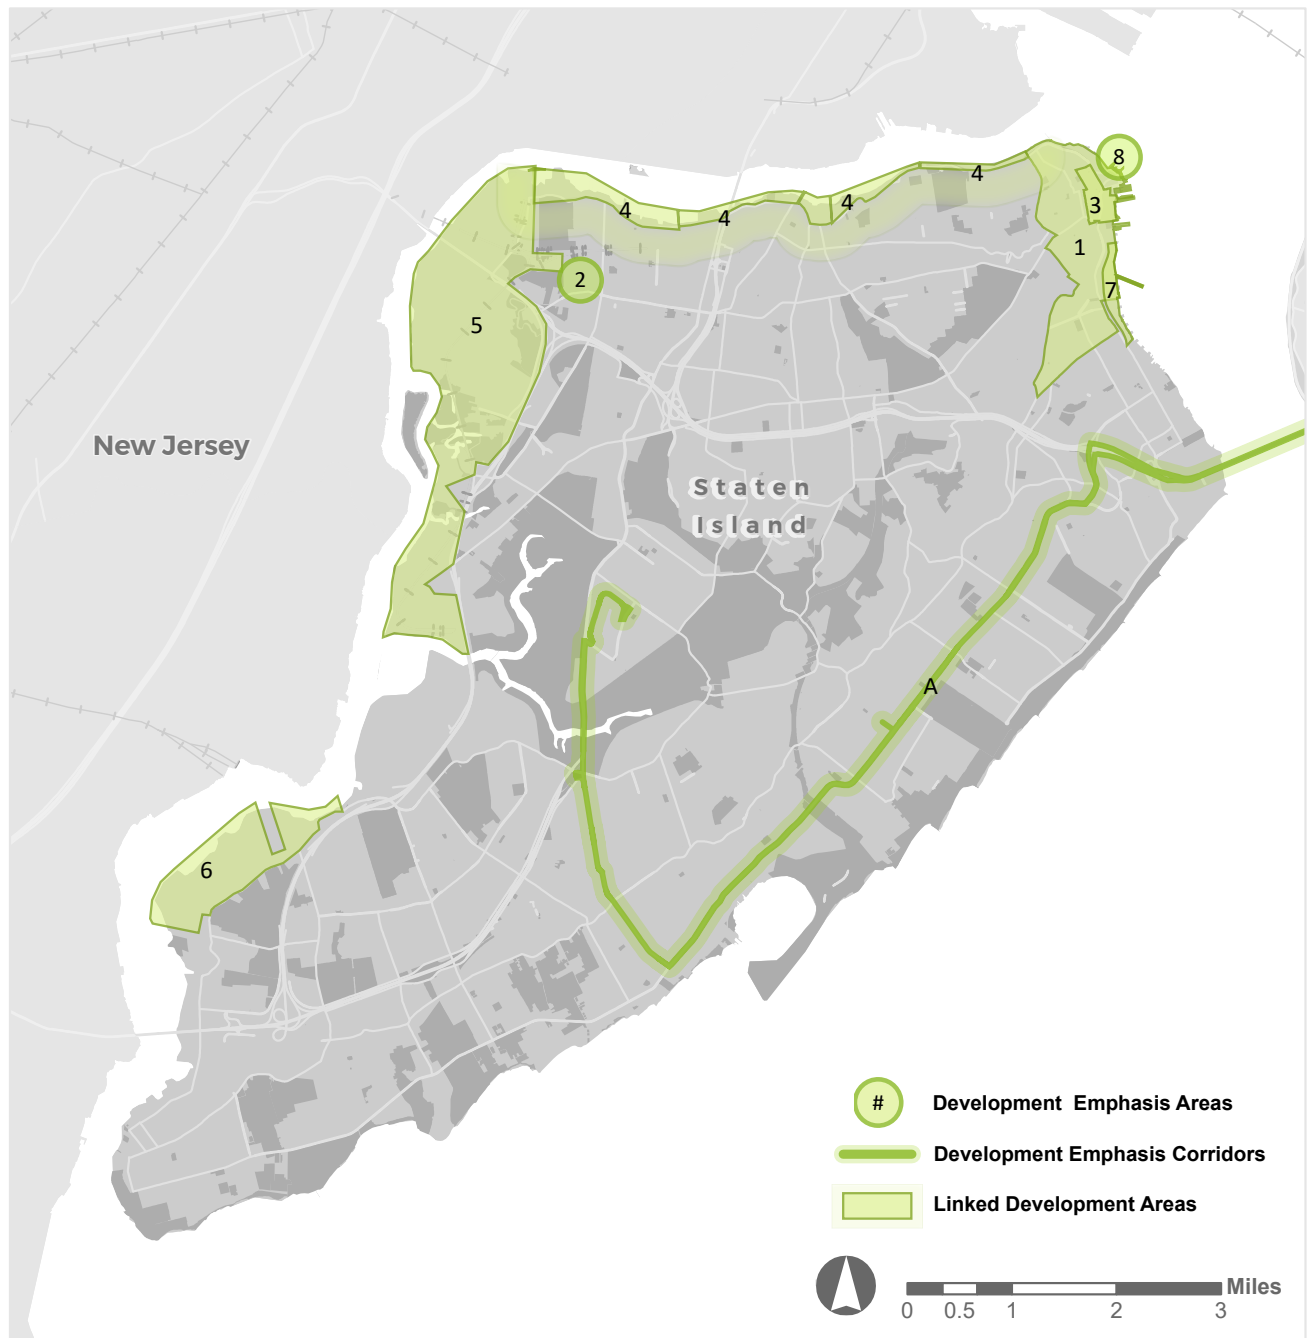 8
4
3
4
4
4
1
2
7
5
New Jersey
Staten
Island
A
6
# Development Emphasis Areas
Development Emphasis Corridors
Linked Development Areas
Miles
0 0.5 1 2 3